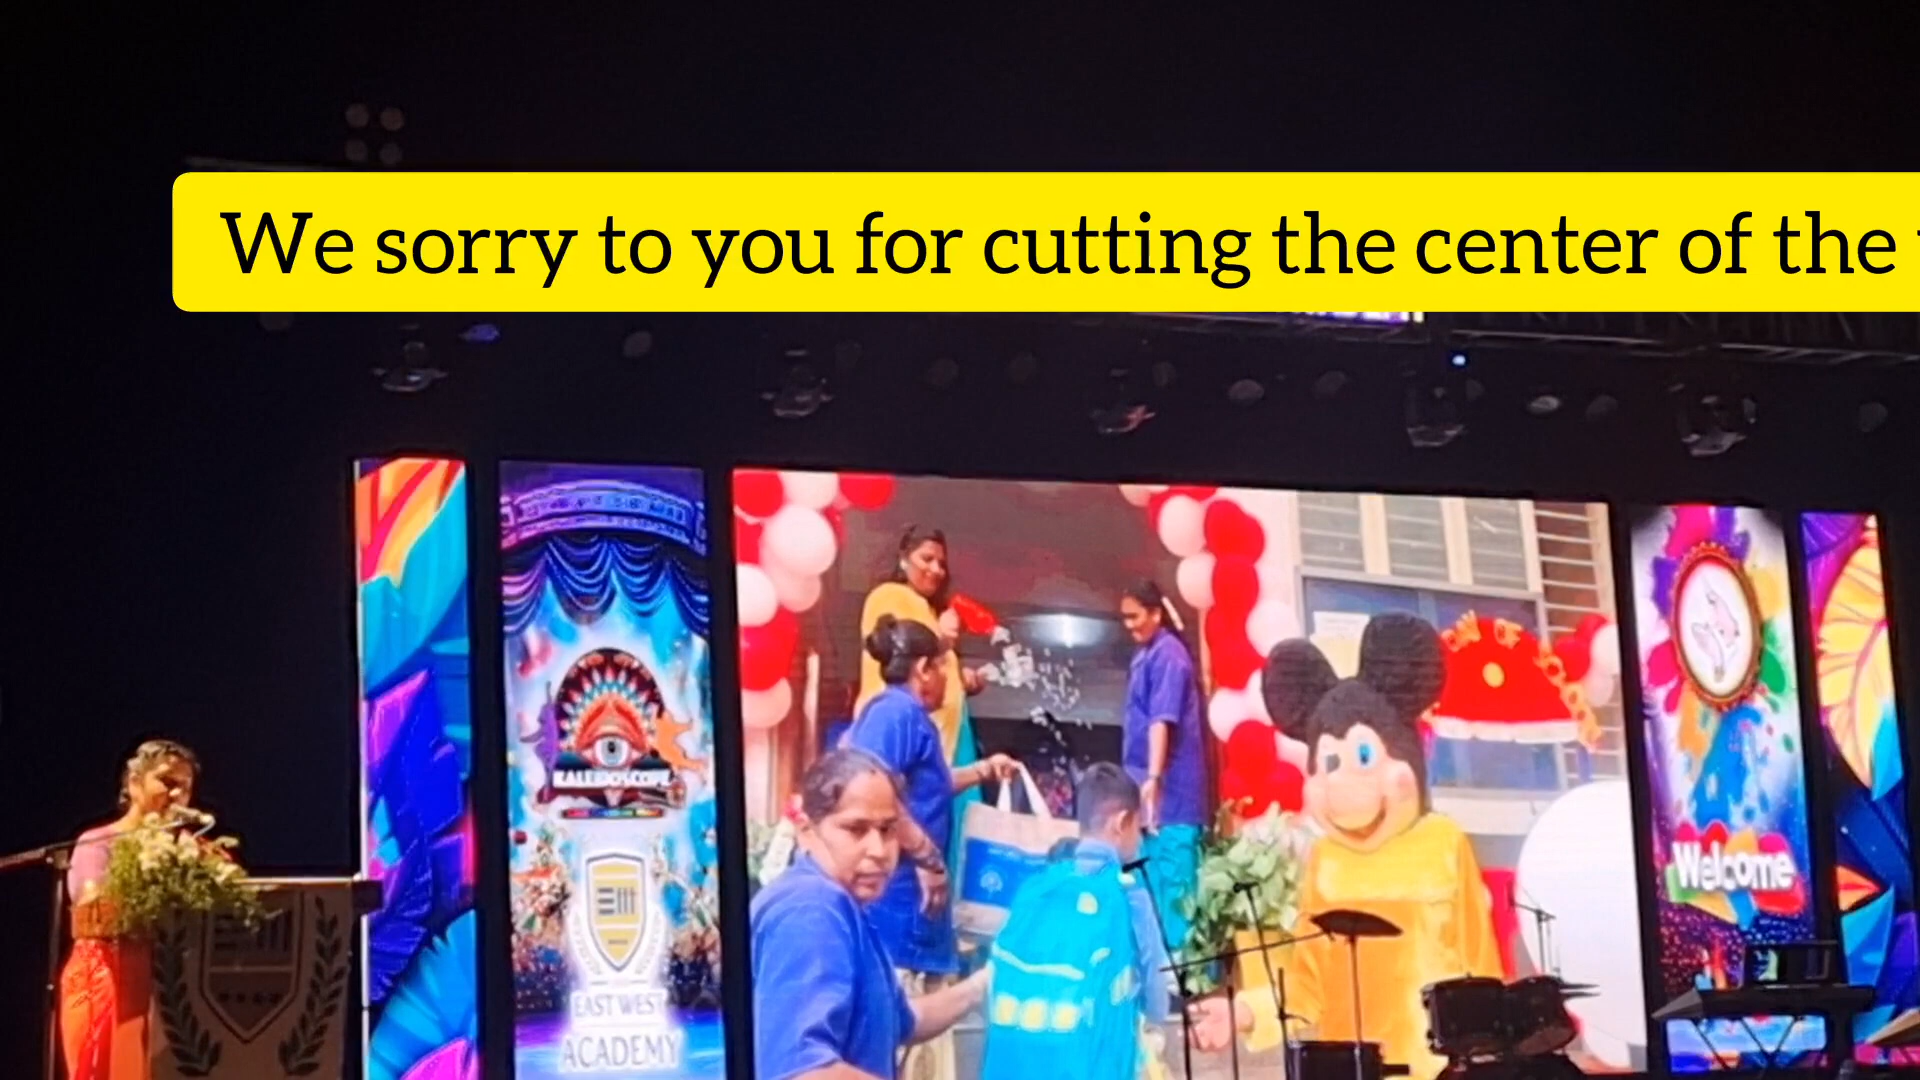 We sorry to you for cutting the center of the
KALEIDOSCOPE
EAST WEST
ACADEMY
Welcome